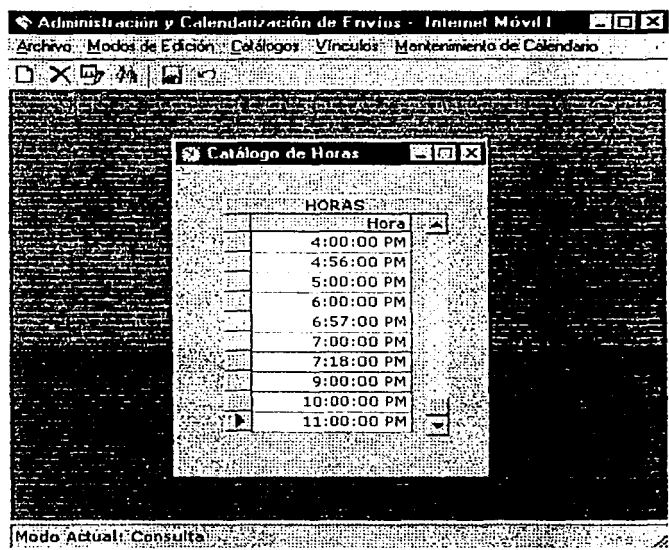 Administración y Calendarización de Envíos - Internet Móvil
Archivo Modos de Edición Catálogos Vínculos Mantenimiento de Calendario
Catálogo de Horas
HORAS
Hora
4:00:00 PM
4:56:00 PM
5:00:00 PM
6:00:00 PM
6:57:00 PM
7:00:00 PM
7:18:00 PM
9:00:00 PM
10:00:00 PM
11:00:00 PM
Modo Actual: Consulta